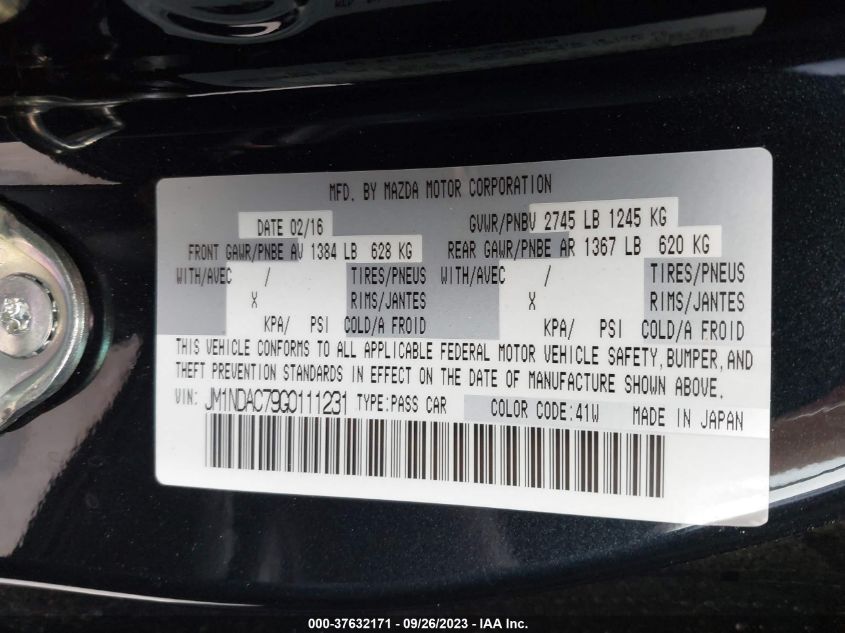 MFD. BY MAZDA MOTOR CORPORATION
DATE 02/16 GVWR/PNBV 2745 LB 1245 KG
FRONT GAWR/PNBE AV 1384 LB 628 KG REAR GAWR/PNBE AR 1367 LB 620 KG
WITH/AVEC / TIRES/PNEUS WITH/AVEC / TIRES/PNEUS
X RIMS/JANTES X RIMS/JANTES
KPA/ PSI COLD/A FROID KPA/ PSI COLD/A FROID
THIS VEHICLE CONFORMS TO ALL APPLICABLE FEDERAL MOTOR VEHICLE SAFETY, BUMPER, AND
THEFT PREVENTION STANDARDS IN EFFECT ON THE DATE OF MANUFACTURE SHOWN ABOVE.
VIN: JM1NDAC79G0111231 TYPE:PASS CAR COLOR CODE:41W MADE IN JAPAN
000-37632171 - 09/26/2023 - IAA Inc.